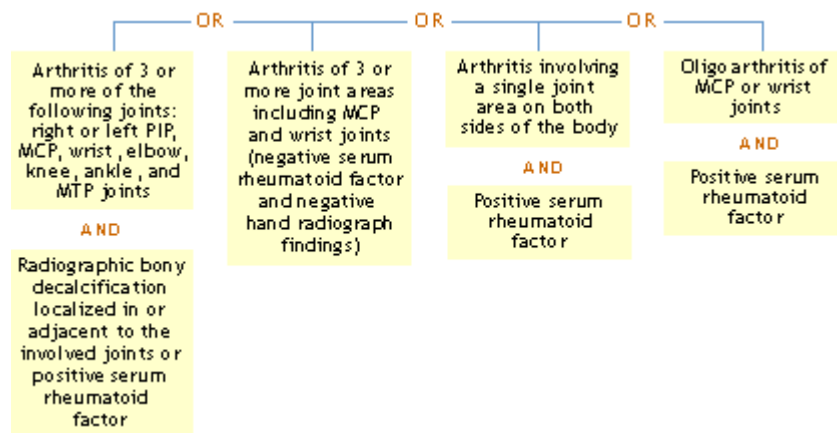 OR
OR
OR
Arthritis of 3 or
more of the
following joints:
right or left PIP,
MCP, wrist, elbow,
knee, ankle, and
MTP joints
AND
Radiographic bony
decalcification
localized in or
adjacent to the
involved joints or
positive serum
rheumatoid
factor
Arthritis of 3 or
more joint areas
including MCP
and wrist joints
(negative serum
rheumatoid factor
and negative
hand radiograph
findings)
Arthritis involving
a single joint
area on both
sides of the body
AND
Positive serum
rheumatoid
factor
Oligo arthritis of
MCP or wrist
joints
AND
Positive serum
rheumatoid
factor